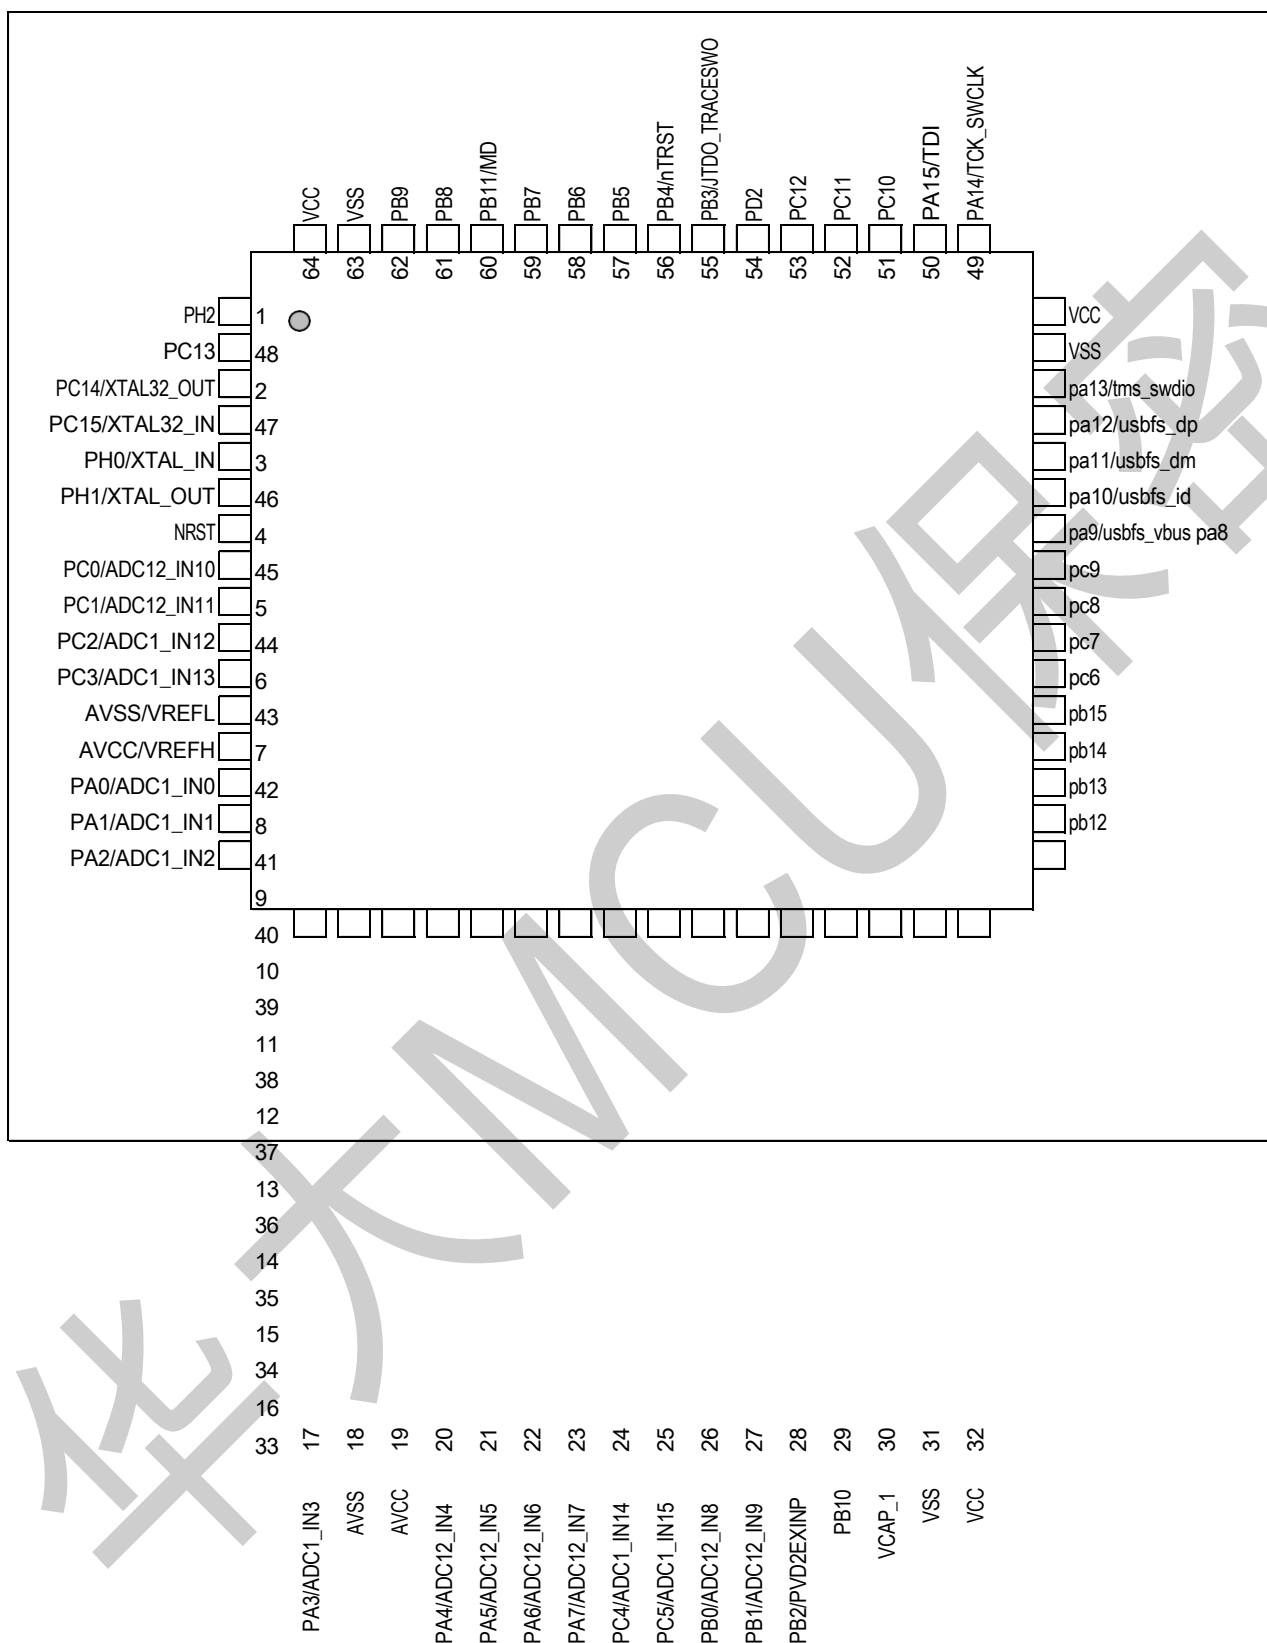 VCC
VSS
PB9
PB8
PB11/MD
PB7
PB6
PB5
PB4/nTRST
PB3/JTDO_TRACESWO
PD2
PC12
PC11
PC10
PA15/TDI
PA14/TCK_SWCLK
64
63
62
61
60
59
58
57
56
55
54
53
52
51
50
49
PH2 1 VCC
PC13 48 VSS
PC14/XTAL32_OUT 2 pa13/tms_swdio
PC15/XTAL32_IN 47 pa12/usbfs_dp
PH0/XTAL_IN 3 pa11/usbfs_dm
PH1/XTAL_OUT 46 pa10/usbfs_id
NRST 4 pa9/usbfs_vbus pa8
PC0/ADC12_IN10 45 pc9
PC1/ADC12_IN11 5 pc8
PC2/ADC1_IN12 44 pc7
PC3/ADC1_IN13 6 pc6
AVSS/VREFL 43 pb15
AVCC/VREFH 7 pb14
PA0/ADC1_IN0 42 pb13
PA1/ADC1_IN1 8 pb12
PA2/ADC1_IN2 41
9
40
10
39
11
38
12
37
13
36
14
35
15
34
16
33
17
18
19
20
21
22
23
24
25
26
27
28
29
30
31
32
PA3/ADC1_IN3
AVSS
AVCC
PA4/ADC12_IN4
PA5/ADC12_IN5
PA6/ADC12_IN6
PA7/ADC12_IN7
PC4/ADC1_IN14
PC5/ADC1_IN15
PB0/ADC12_IN8
PB1/ADC12_IN9
PB2/PVD2EXINP
PB10
VCAP_1
VSS
VCC
华大MCU保密